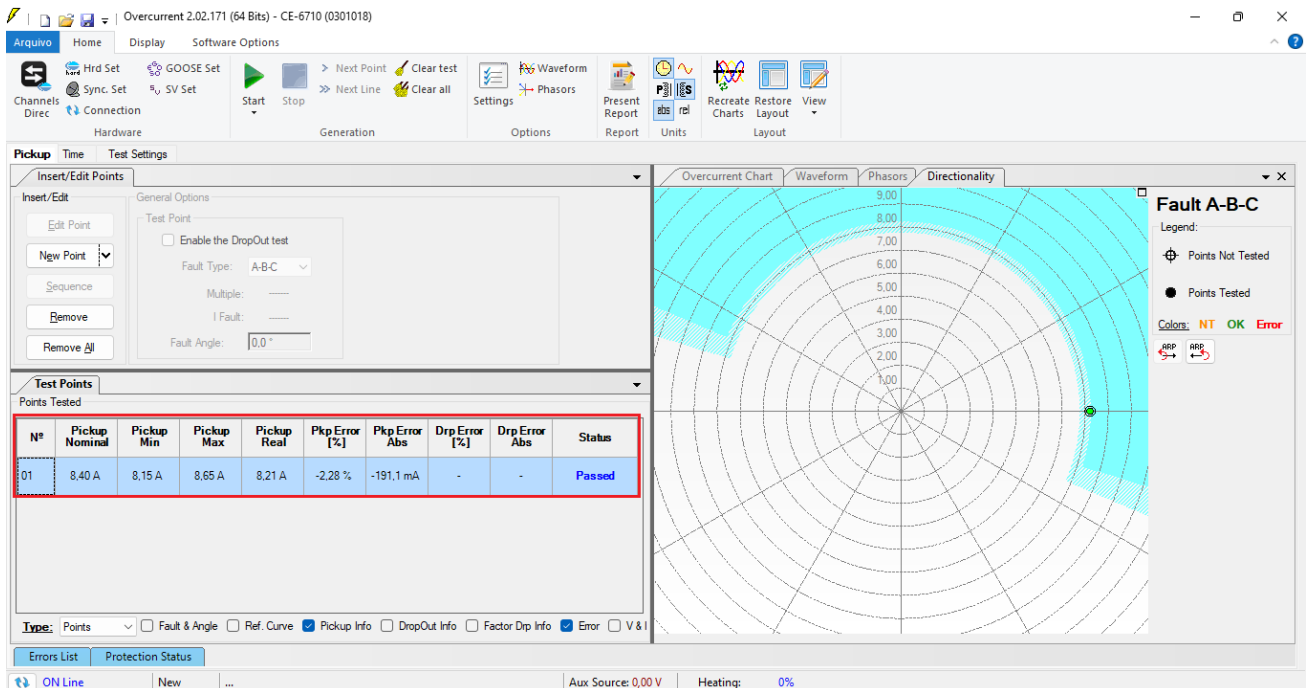 Overcurrent 2.02.171 (64 Bits) - CE-6710 (0301018)
Arquivo Home Display Software Options
Channels Direc
Hrd Set
Sync. Set
Connection
GOOSE Set
SV Set
Hardware
Start
Stop
Next Point
Next Line
Clear test
Clear all
Generation
Settings
Waveform
Phasors
Options
Present Report
Report
abs rel
Units
Recreate Charts
Restore Layout
View
Layout
Pickup Time Test Settings
Insert/Edit Points
Insert/Edit
Edit Point
New Point
Sequence
Remove
Remove All
General Options
Test Point
Enable the DropOut test
Fault Type: A-B-C
Multiple:
I Fault:
Fault Angle: 0,0 °
Test Points
Points Tested
Nº Pickup Nominal Pickup Min Pickup Max Pickup Real Pkp Error [%] Pkp Error Abs Drp Error [%] Drp Error Abs Status
01 8,40 A 8,15 A 8,65 A 8,21 A -2,28 % -191,1 mA - - Passed
Type: Points Fault & Angle Ref. Curve Pickup Info DropOut Info Factor Drp Info Error V & I
Overcurrent Chart Waveform Phasors Directionality
9,00
8,00
7,00
6,00
5,00
4,00
3,00
2,00
1,00
Fault A-B-C
Legend:
Points Not Tested
Points Tested
Colors: NT OK Error
ARP ARP
Errors List Protection Status
ON Line New ... Aux Source: 0,00 V Heating: 0%